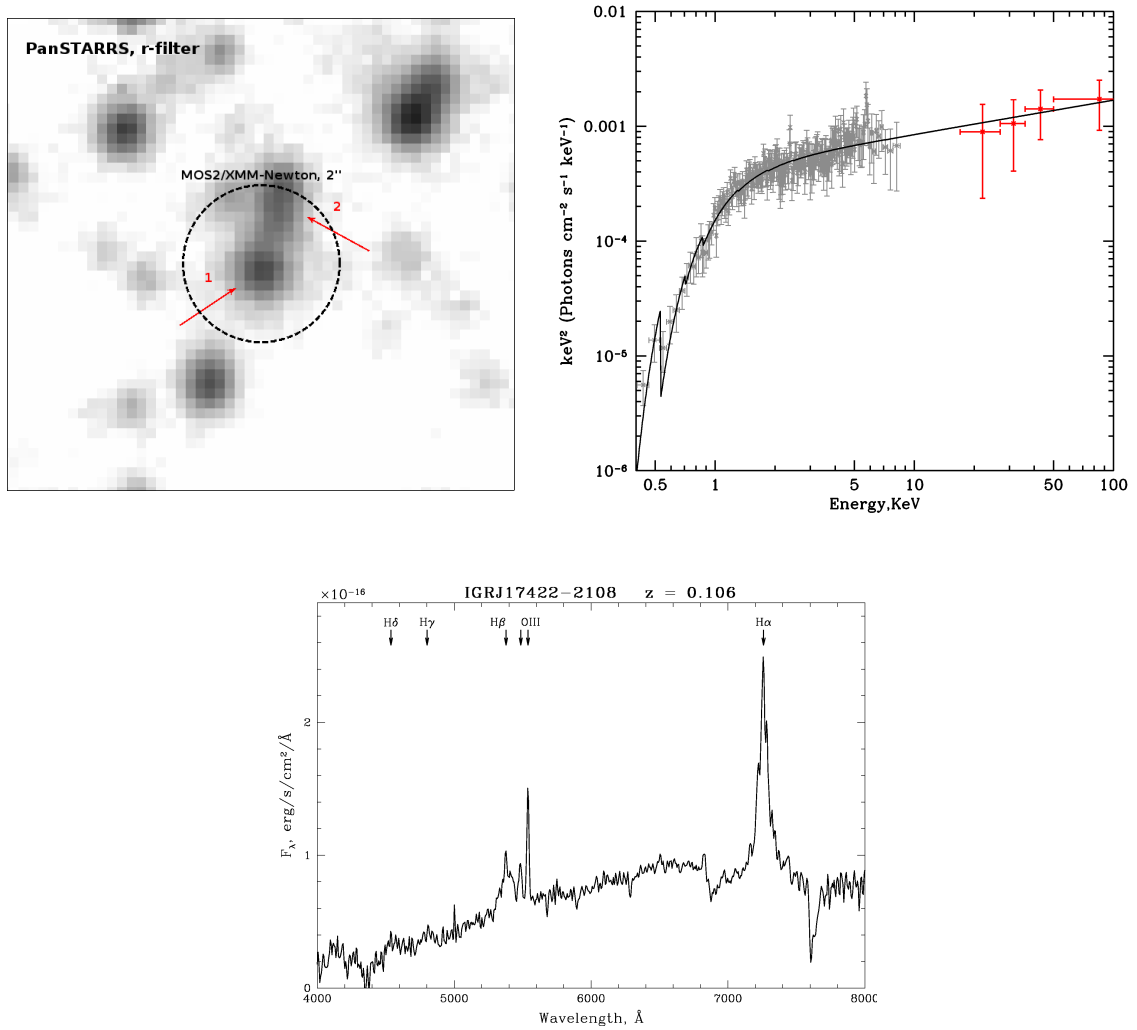 PanSTARRS, r-filter
MOS2/XMM-Newton, 2''
2
1
0.01
0.001
10⁻⁴
10⁻⁵
10⁻⁶
keV² (Photons cm⁻² s⁻¹ keV⁻¹)
0.5 1 5 10 50 100
Energy,KeV
×10⁻¹⁶ IGRJ17422−2108 z = 0.106
Hδ Hγ Hβ OIII Hα
2
1
0
F_λ, erg/s/cm²/Å
4000 5000 6000 7000 8000
Wavelength, Å